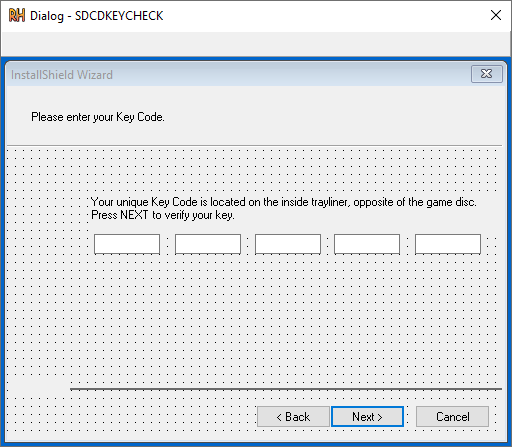 RH Dialog - SDCDKEYCHECK
InstallShield Wizard
Please enter your Key Code.
Your unique Key Code is located on the inside trayliner, opposite of the game disc.
Press NEXT to verify your key.
< Back Next > Cancel